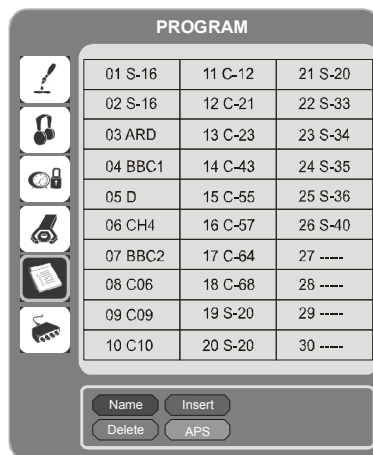 PROGRAM
01 S-16 11 C-12 21 S-20
02 S-16 12 C-21 22 S-33
03 ARD 13 C-23 23 S-34
04 BBC1 14 C-43 24 S-35
05 D 15 C-55 25 S-36
06 CH4 16 C-57 26 S-40
07 BBC2 17 C-64 27 -----
08 C06 18 C-68 28 -----
09 C09 19 S-20 29 -----
10 C10 20 S-20 30 -----
Name Insert
Delete APS